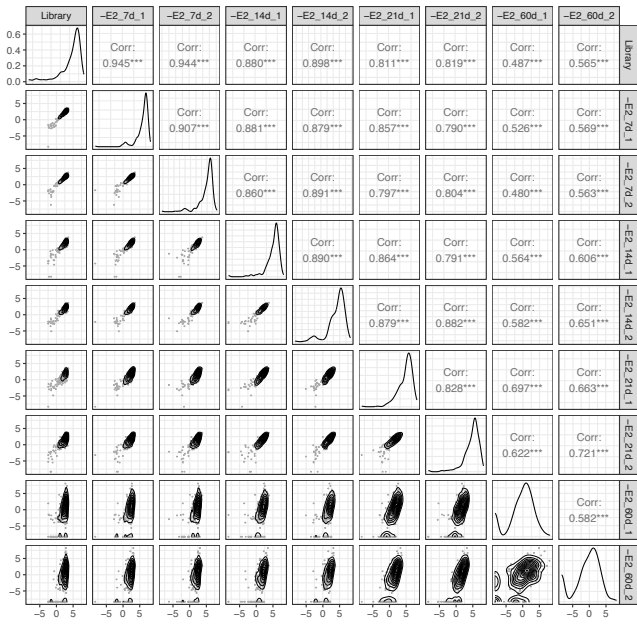 Library −E2_7d_1 −E2_7d_2 −E2_14d_1 −E2_14d_2 −E2_21d_1 −E2_21d_2 −E2_60d_1 −E2_60d_2
0.6
0.4
0.2
0.0
Corr: Corr: Corr: Corr: Corr: Corr: Corr: Corr:
0.945*** 0.944*** 0.880*** 0.898*** 0.811*** 0.819*** 0.487*** 0.565***
Library
5
0
−5
Corr: Corr: Corr: Corr: Corr: Corr: Corr:
0.907*** 0.881*** 0.879*** 0.857*** 0.790*** 0.526*** 0.569***
−E2_7d_1
5
0
−5
Corr: Corr: Corr: Corr: Corr: Corr:
0.860*** 0.891*** 0.797*** 0.804*** 0.480*** 0.563***
−E2_7d_2
5
0
−5
Corr: Corr: Corr: Corr: Corr:
0.890*** 0.864*** 0.791*** 0.564*** 0.606***
−E2_14d_1
5
0
−5
Corr: Corr: Corr: Corr:
0.879*** 0.882*** 0.582*** 0.651***
−E2_14d_2
5
0
−5
Corr: Corr: Corr:
0.828*** 0.697*** 0.663***
−E2_21d_1
5
0
−5
Corr: Corr:
0.622*** 0.721***
−E2_21d_2
5
0
−5
Corr:
0.582***
−E2_60d_1
5
0
−5
−E2_60d_2
−5 0 5 −5 0 5 −5 0 5 −5 0 5 −5 0 5 −5 0 5 −5 0 5 −5 0 5 −5 0 5